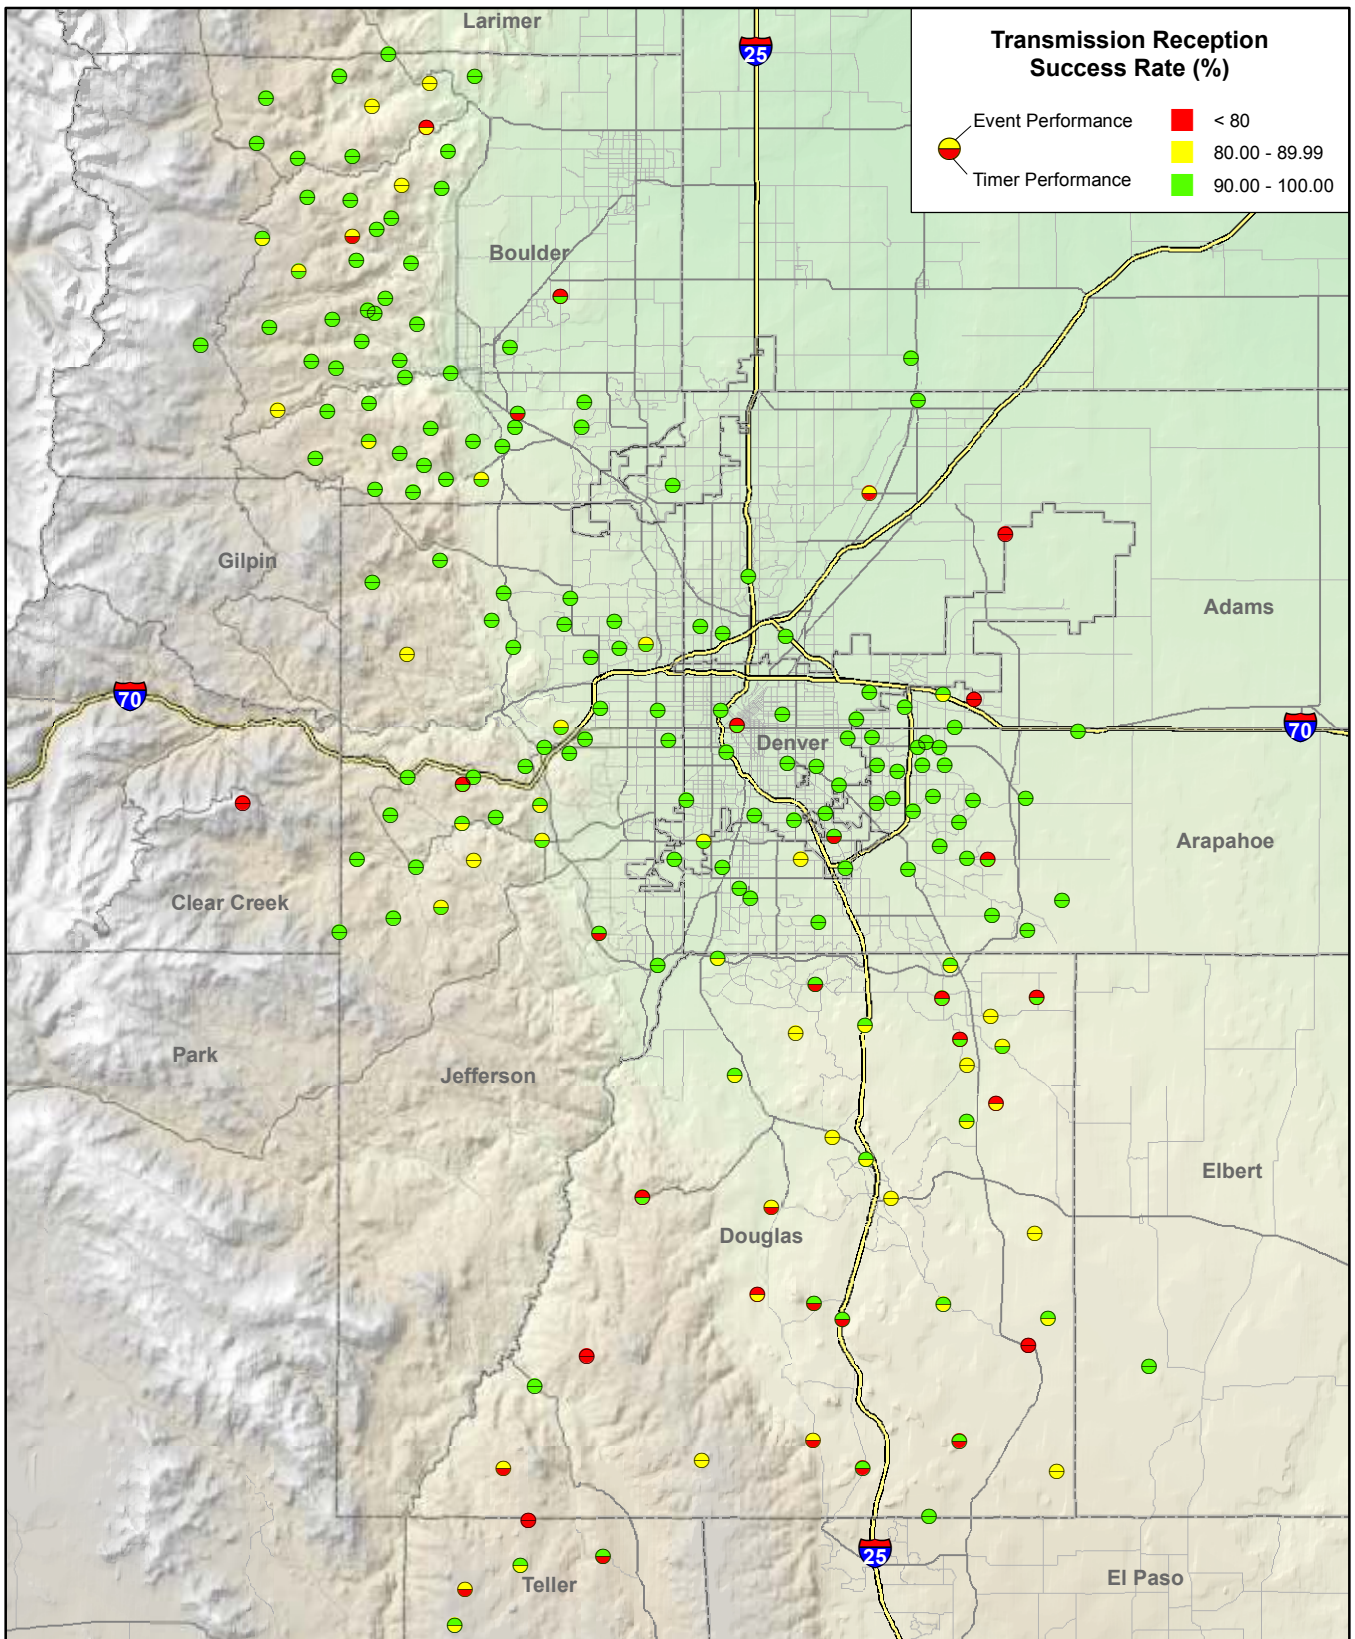 Larimer
25
Transmission Reception
Success Rate (%)
Event Performance
Timer Performance
< 80
80.00 - 89.99
90.00 - 100.00
Boulder
Gilpin
Adams
70
70
Denver
Arapahoe
Clear Creek
Park
Jefferson
Elbert
Douglas
25
Teller
El Paso